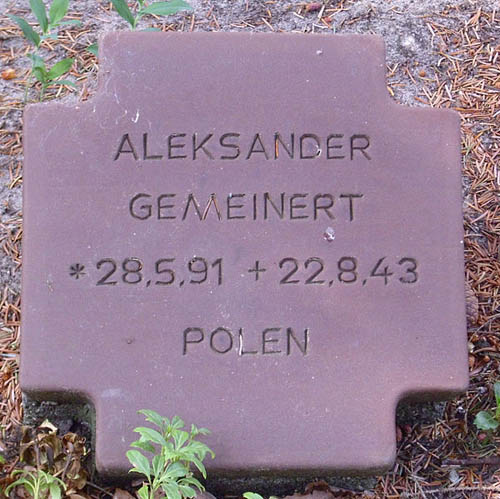 ALEKSANDER
GEMEINERT
* 28.5.91 + 22.8.43
POLEN